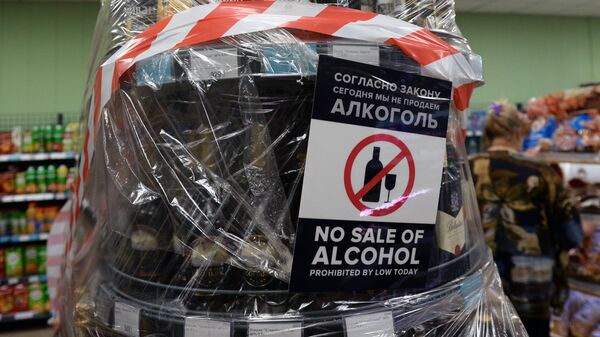 СОГЛАСНО ЗАКОНУ
СЕГОДНЯ МЫ НЕ ПРОДАЕМ
АЛКОГОЛЬ
NO SALE OF
ALCOHOL
PROHIBITED BY LOW TODAY